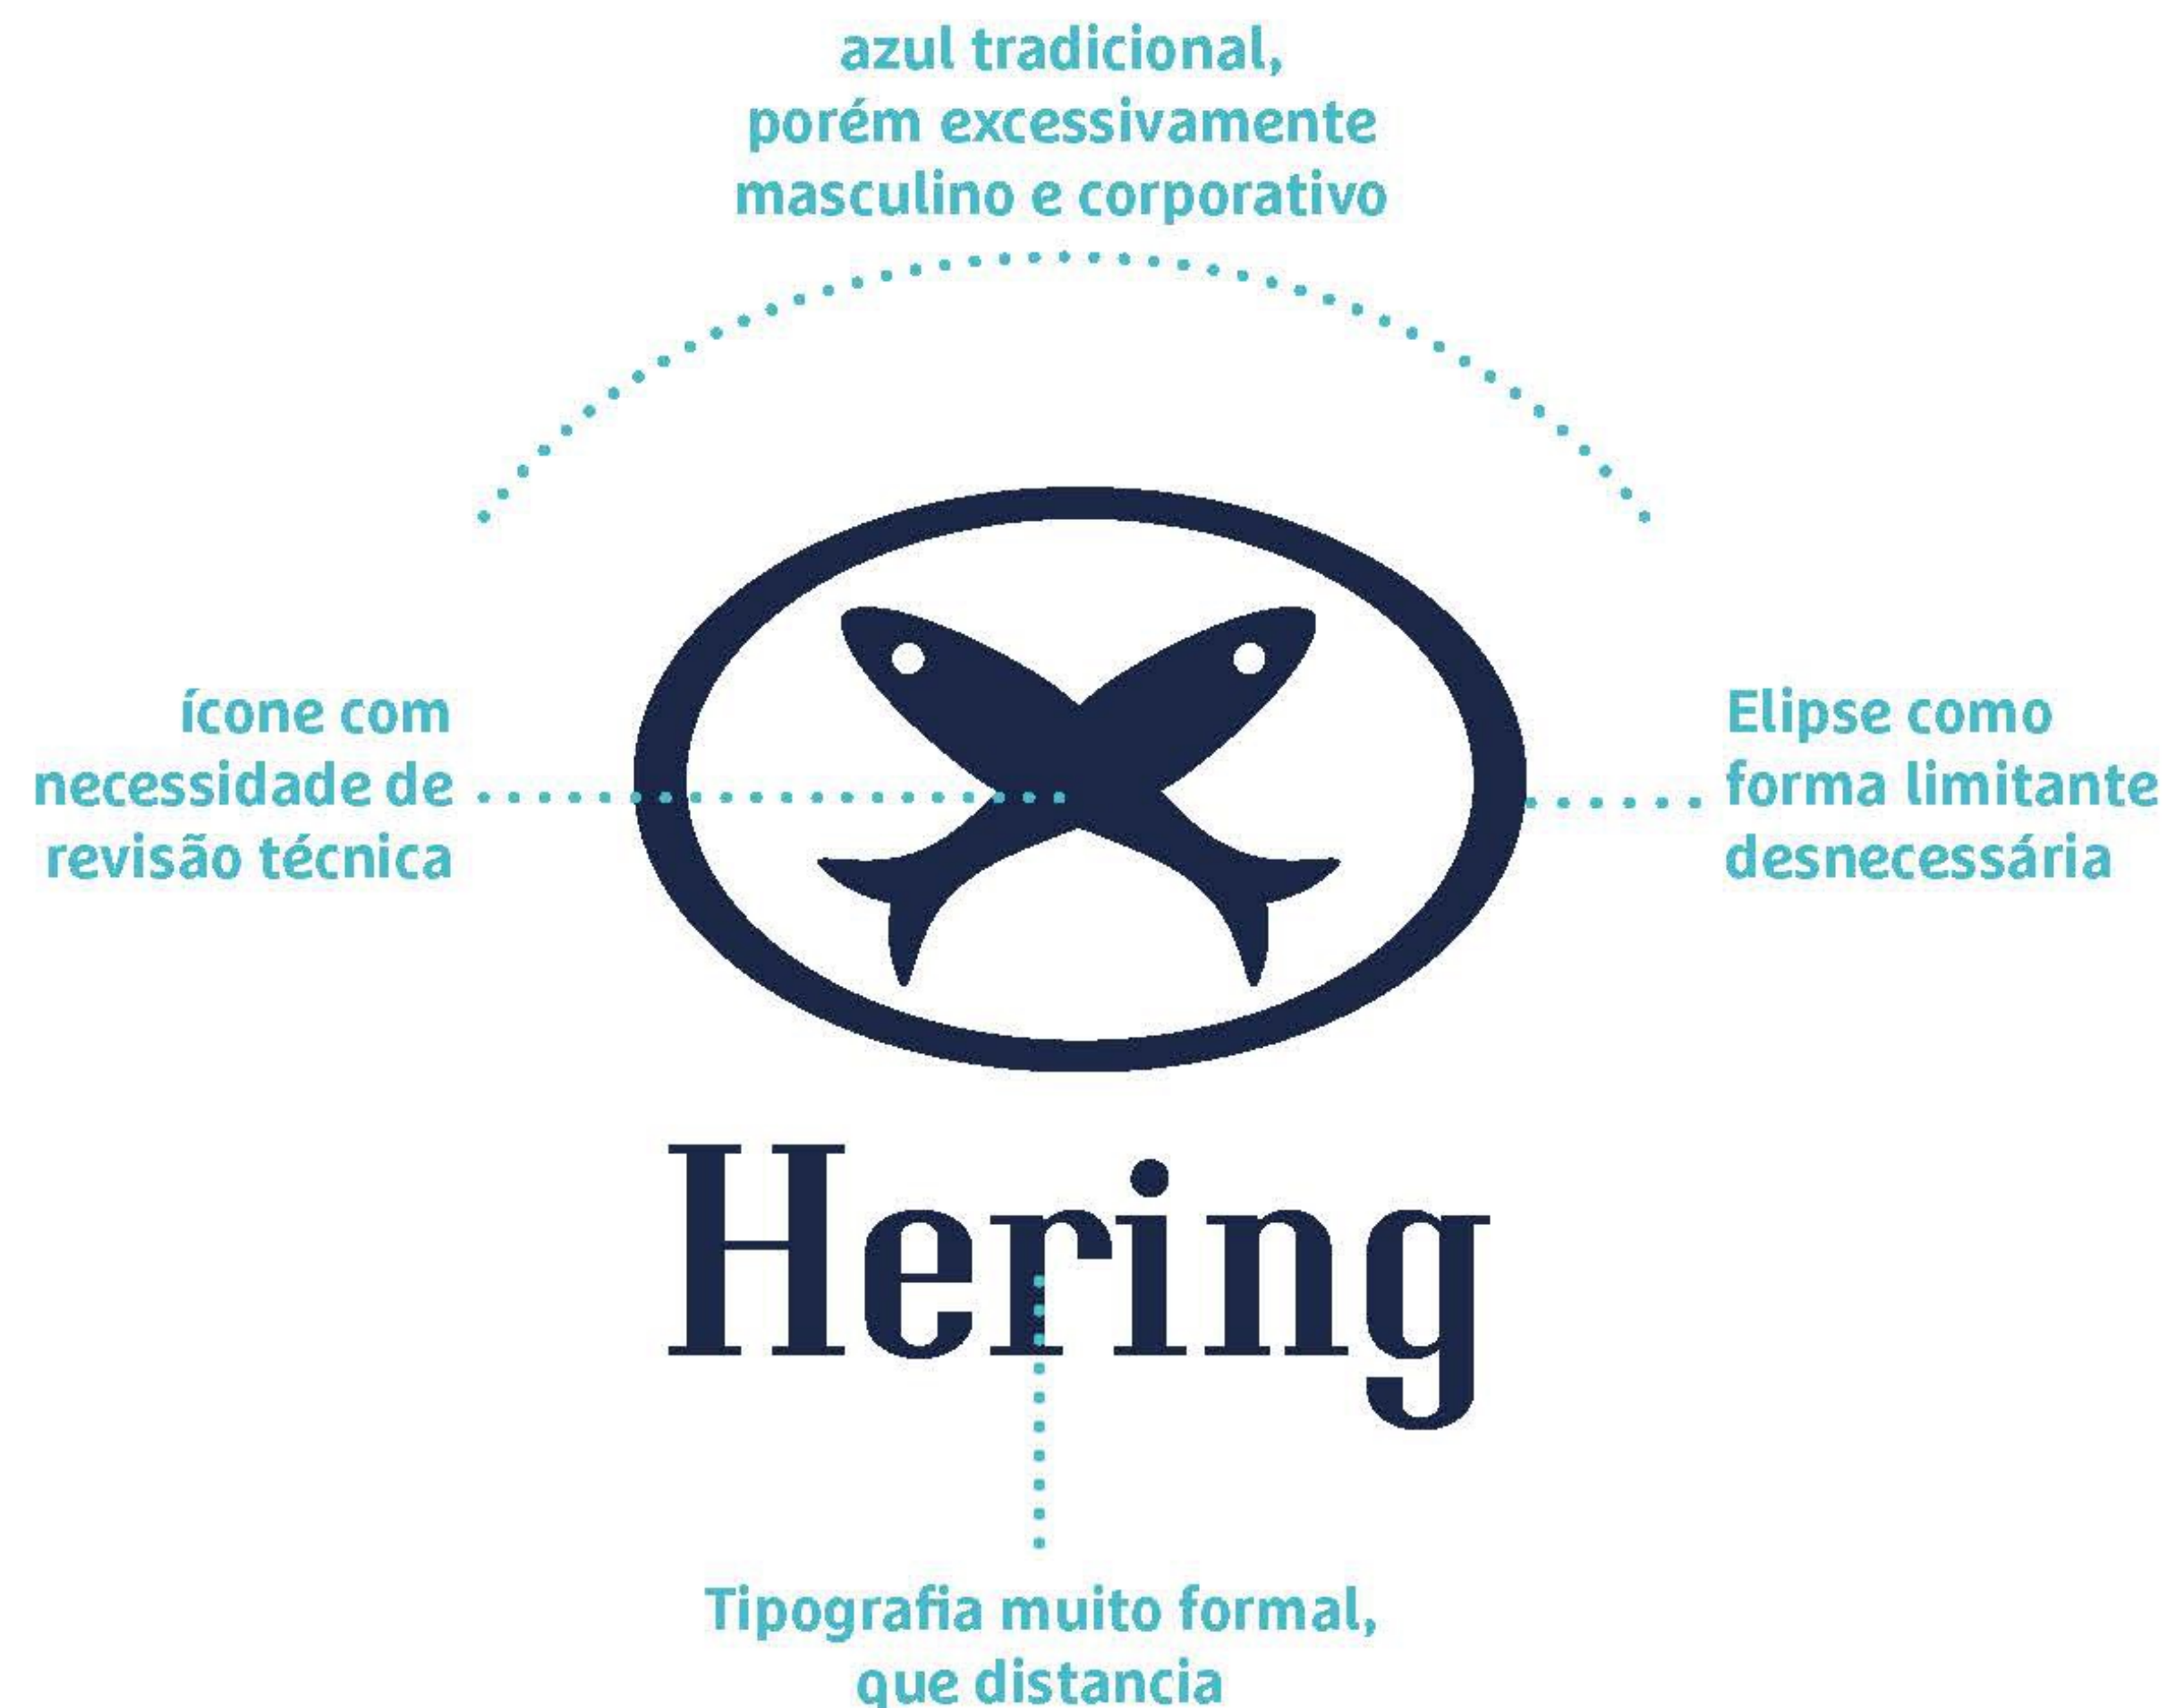 azul tradicional,
porém excessivamente
masculino e corporativo
ícone com
necessidade de
revisão técnica
Elipse como
forma limitante
desnecessária
Hering
Tipografia muito formal,
que distancia